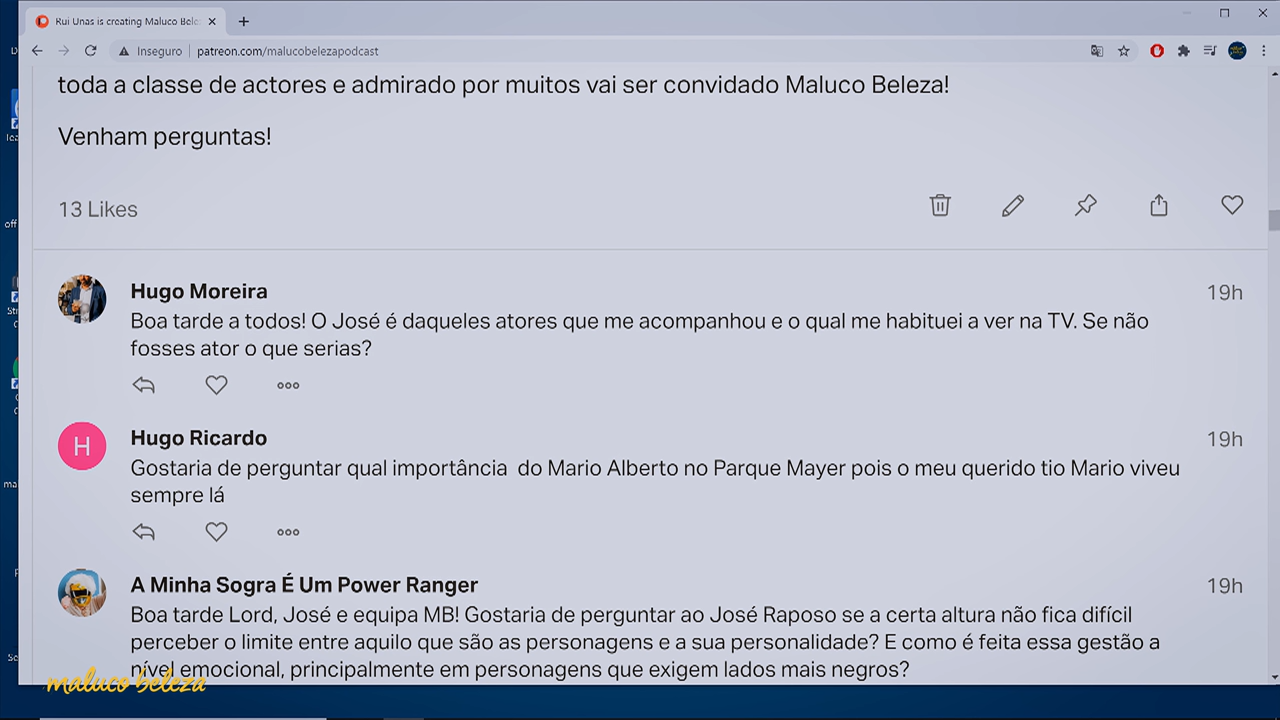 Rui Unas is creating Maluco Bele
Inseguro
patreon.com/malucobelezapodcast
toda a classe de actores e admirado por muitos vai ser convidado Maluco Beleza!
Venham perguntas!
13 Likes
Hugo Moreira
19h
Boa tarde a todos! O José é daqueles atores que me acompanhou e o qual me habituei a ver na TV. Se não
fosses ator o que serias?
H
Hugo Ricardo
19h
Gostaria de perguntar qual importância  do Mario Alberto no Parque Mayer pois o meu querido tio Mario viveu
sempre lá
A Minha Sogra É Um Power Ranger
19h
Boa tarde Lord, José e equipa MB! Gostaria de perguntar ao José Raposo se a certa altura não fica difícil
perceber o limite entre aquilo que são as personagens e a sua personalidade? E como é feita essa gestão a
nível emocional, principalmente em personagens que exigem lados mais negros?
maluco beleza